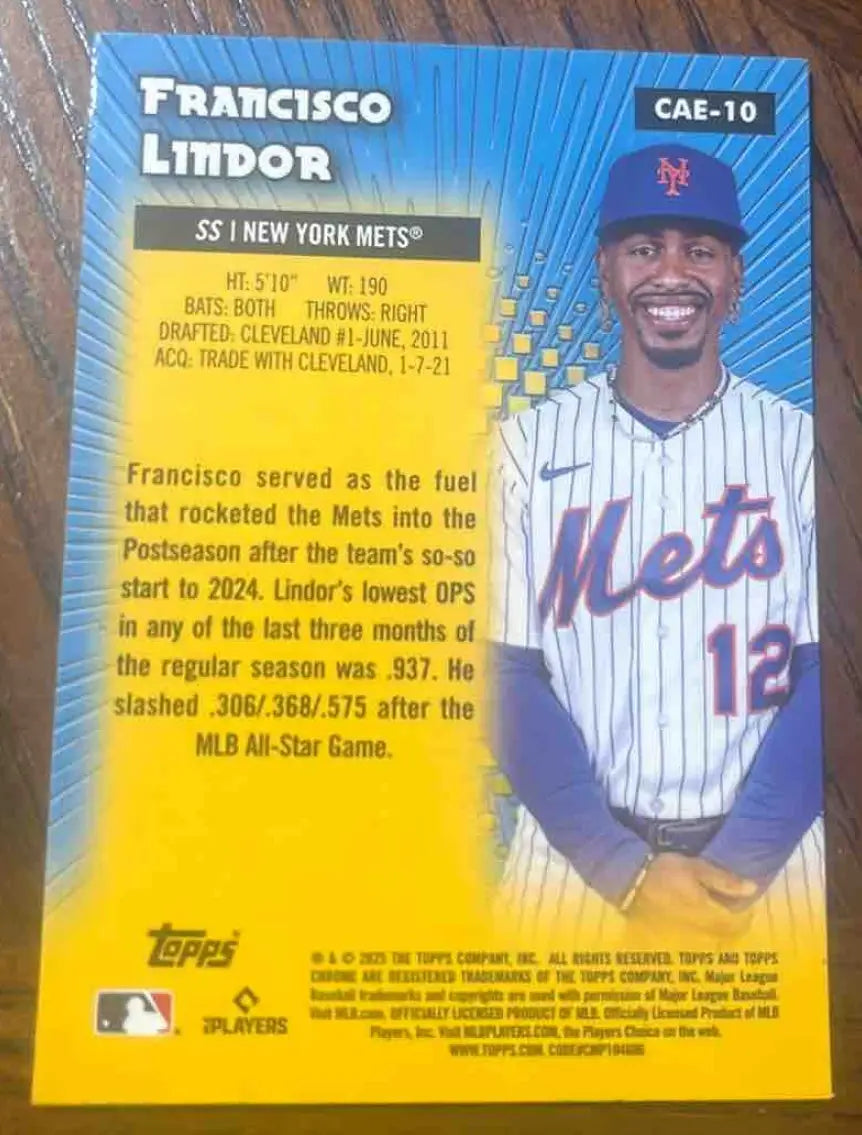 FRANCISCO
LINDOR
CAE-10
SS | NEW YORK METS®
HT: 5'10" WT: 190
BATS: BOTH THROWS: RIGHT
DRAFTED: CLEVELAND #1-JUNE, 2011
ACQ: TRADE WITH CLEVELAND, 1-7-21
NY
Mets
12
Francisco served as the fuel
that rocketed the Mets into the
Postseason after the team's so-so
start to 2024. Lindor's lowest OPS
in any of the last three months of
the regular season was .937. He
slashed .306/.368/.575 after the
MLB All-Star Game.
Topps
® & © 2025 THE TOPPS COMPANY, INC. ALL RIGHTS RESERVED. TOPPS AND TOPPS
CHROME ARE REGISTERED TRADEMARKS OF THE TOPPS COMPANY, INC. Major League
Baseball trademarks and copyrights are used with permission of Major League Baseball.
Visit MLB.com. OFFICIALLY LICENSED PRODUCT OF MLB. Officially Licensed Product of MLB
Players, Inc. Visit MLBPLAYERS.COM, the Players Choice on the web.
WWW.TOPPS.COM. CODE#CMP104686
PLAYERS